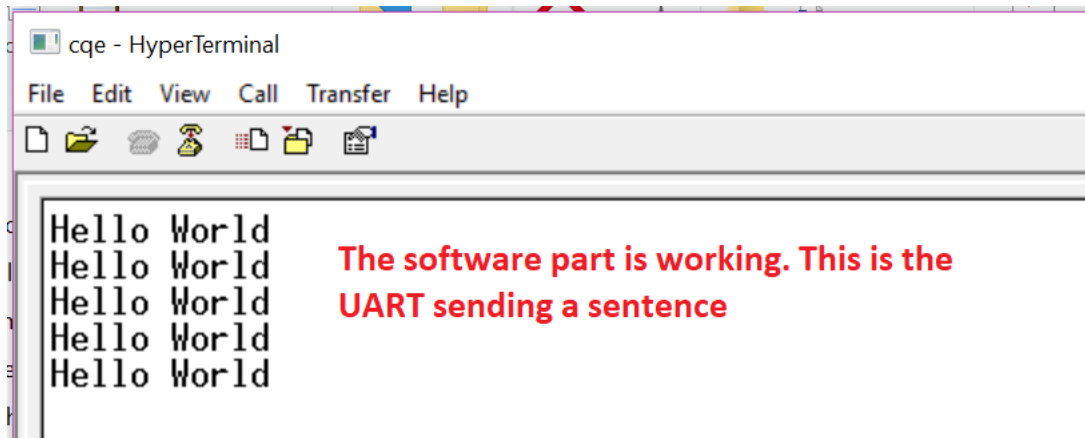 cqe - HyperTerminal
File Edit View Call Transfer Help
Hello World
Hello World
Hello World
Hello World
Hello World
The software part is working. This is the
UART sending a sentence